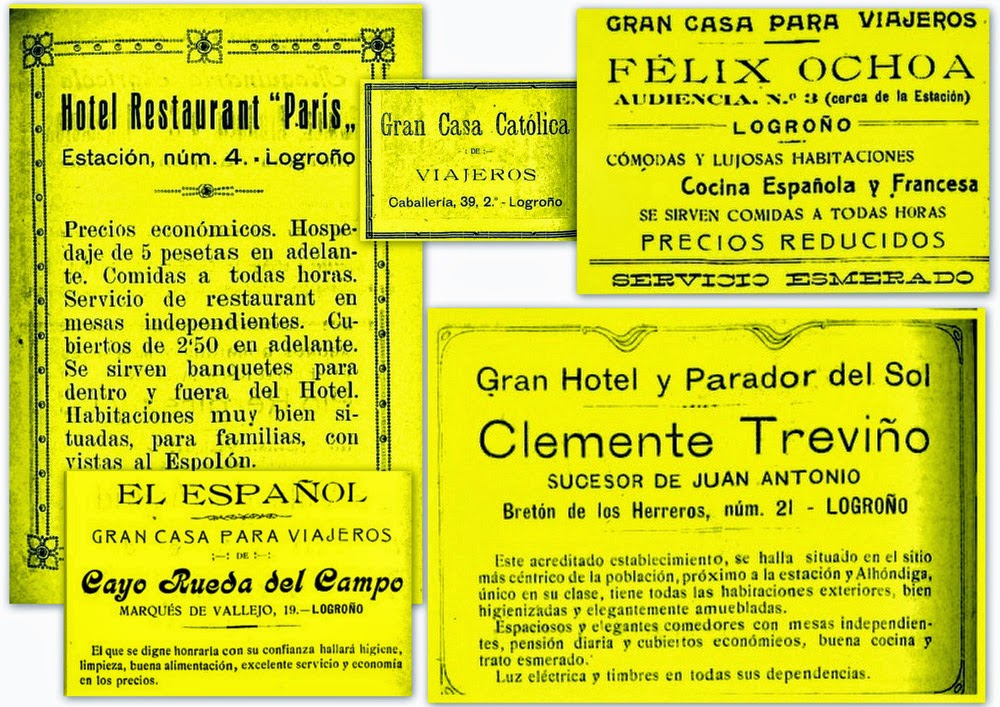 Hotel Restaurant "París„
Estación, núm. 4. - Logroño
Precios económicos. Hospe-
daje de 5 pesetas en adelan-
te. Comidas a todas horas.
Servicio de restaurant en
mesas independientes. Cu-
biertos de 2'50 en adelante.
Se sirven banquetes para
dentro y fuera del Hotel.
Habitaciones muy bien si-
tuadas, para familias, con
vistas al Espolón.
Gran Casa Católica
-: DE :-
VIAJEROS
Caballería, 39, 2.º - Logroño
GRAN CASA PARA VIAJEROS
FÉLIX OCHOA
AUDIENCIA. N.º 3 (cerca de la Estación)
LOGROÑO
CÓMODAS Y LUJOSAS HABITACIONES
Cocina Española y Francesa
SE SIRVEN COMIDAS A TODAS HORAS
PRECIOS REDUCIDOS
SERVICIO ESMERADO
EL ESPAÑOL
GRAN CASA PARA VIAJEROS
:—: DE :—:
Cayo Rueda del Campo
MARQUÉS DE VALLEJO, 19.—LOGROÑO
El que se digne honrarla con su confianza hallará higiene,
limpieza, buena alimentación, excelente servicio y economía
en los precios.
Gran Hotel y Parador del Sol
Clemente Treviño
SUCESOR DE JUAN ANTONIO
Bretón de los Herreros, núm. 21 - LOGROÑO
Este acreditado establecimiento, se halla situado en el sitio
más céntrico de la población, próximo a la estación y Alhóndiga,
único en su clase, tiene todas las habiraciones exteriores, bien
higienizadas y elegantemente amuebladas.
Espaciosos y elegantes comedores con mesas independien-
tes, pensión diaria y cubiertos económieos, buena cocina y
trato esmerado.
Luz eléctrica y timbres en todas sus dependencias.